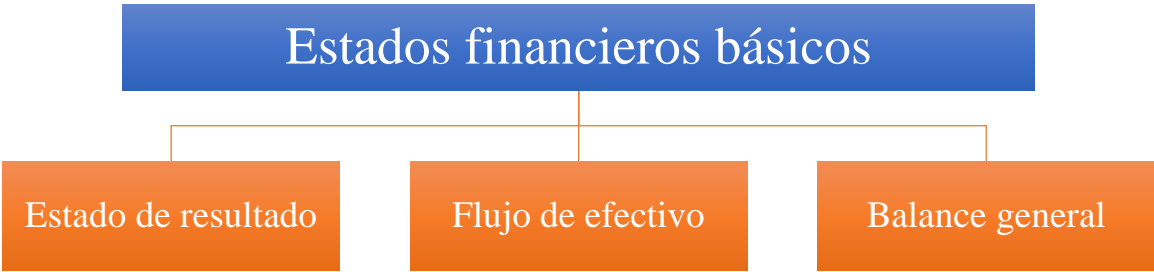 Estados financieros básicos
Estado de resultado
Flujo de efectivo
Balance general